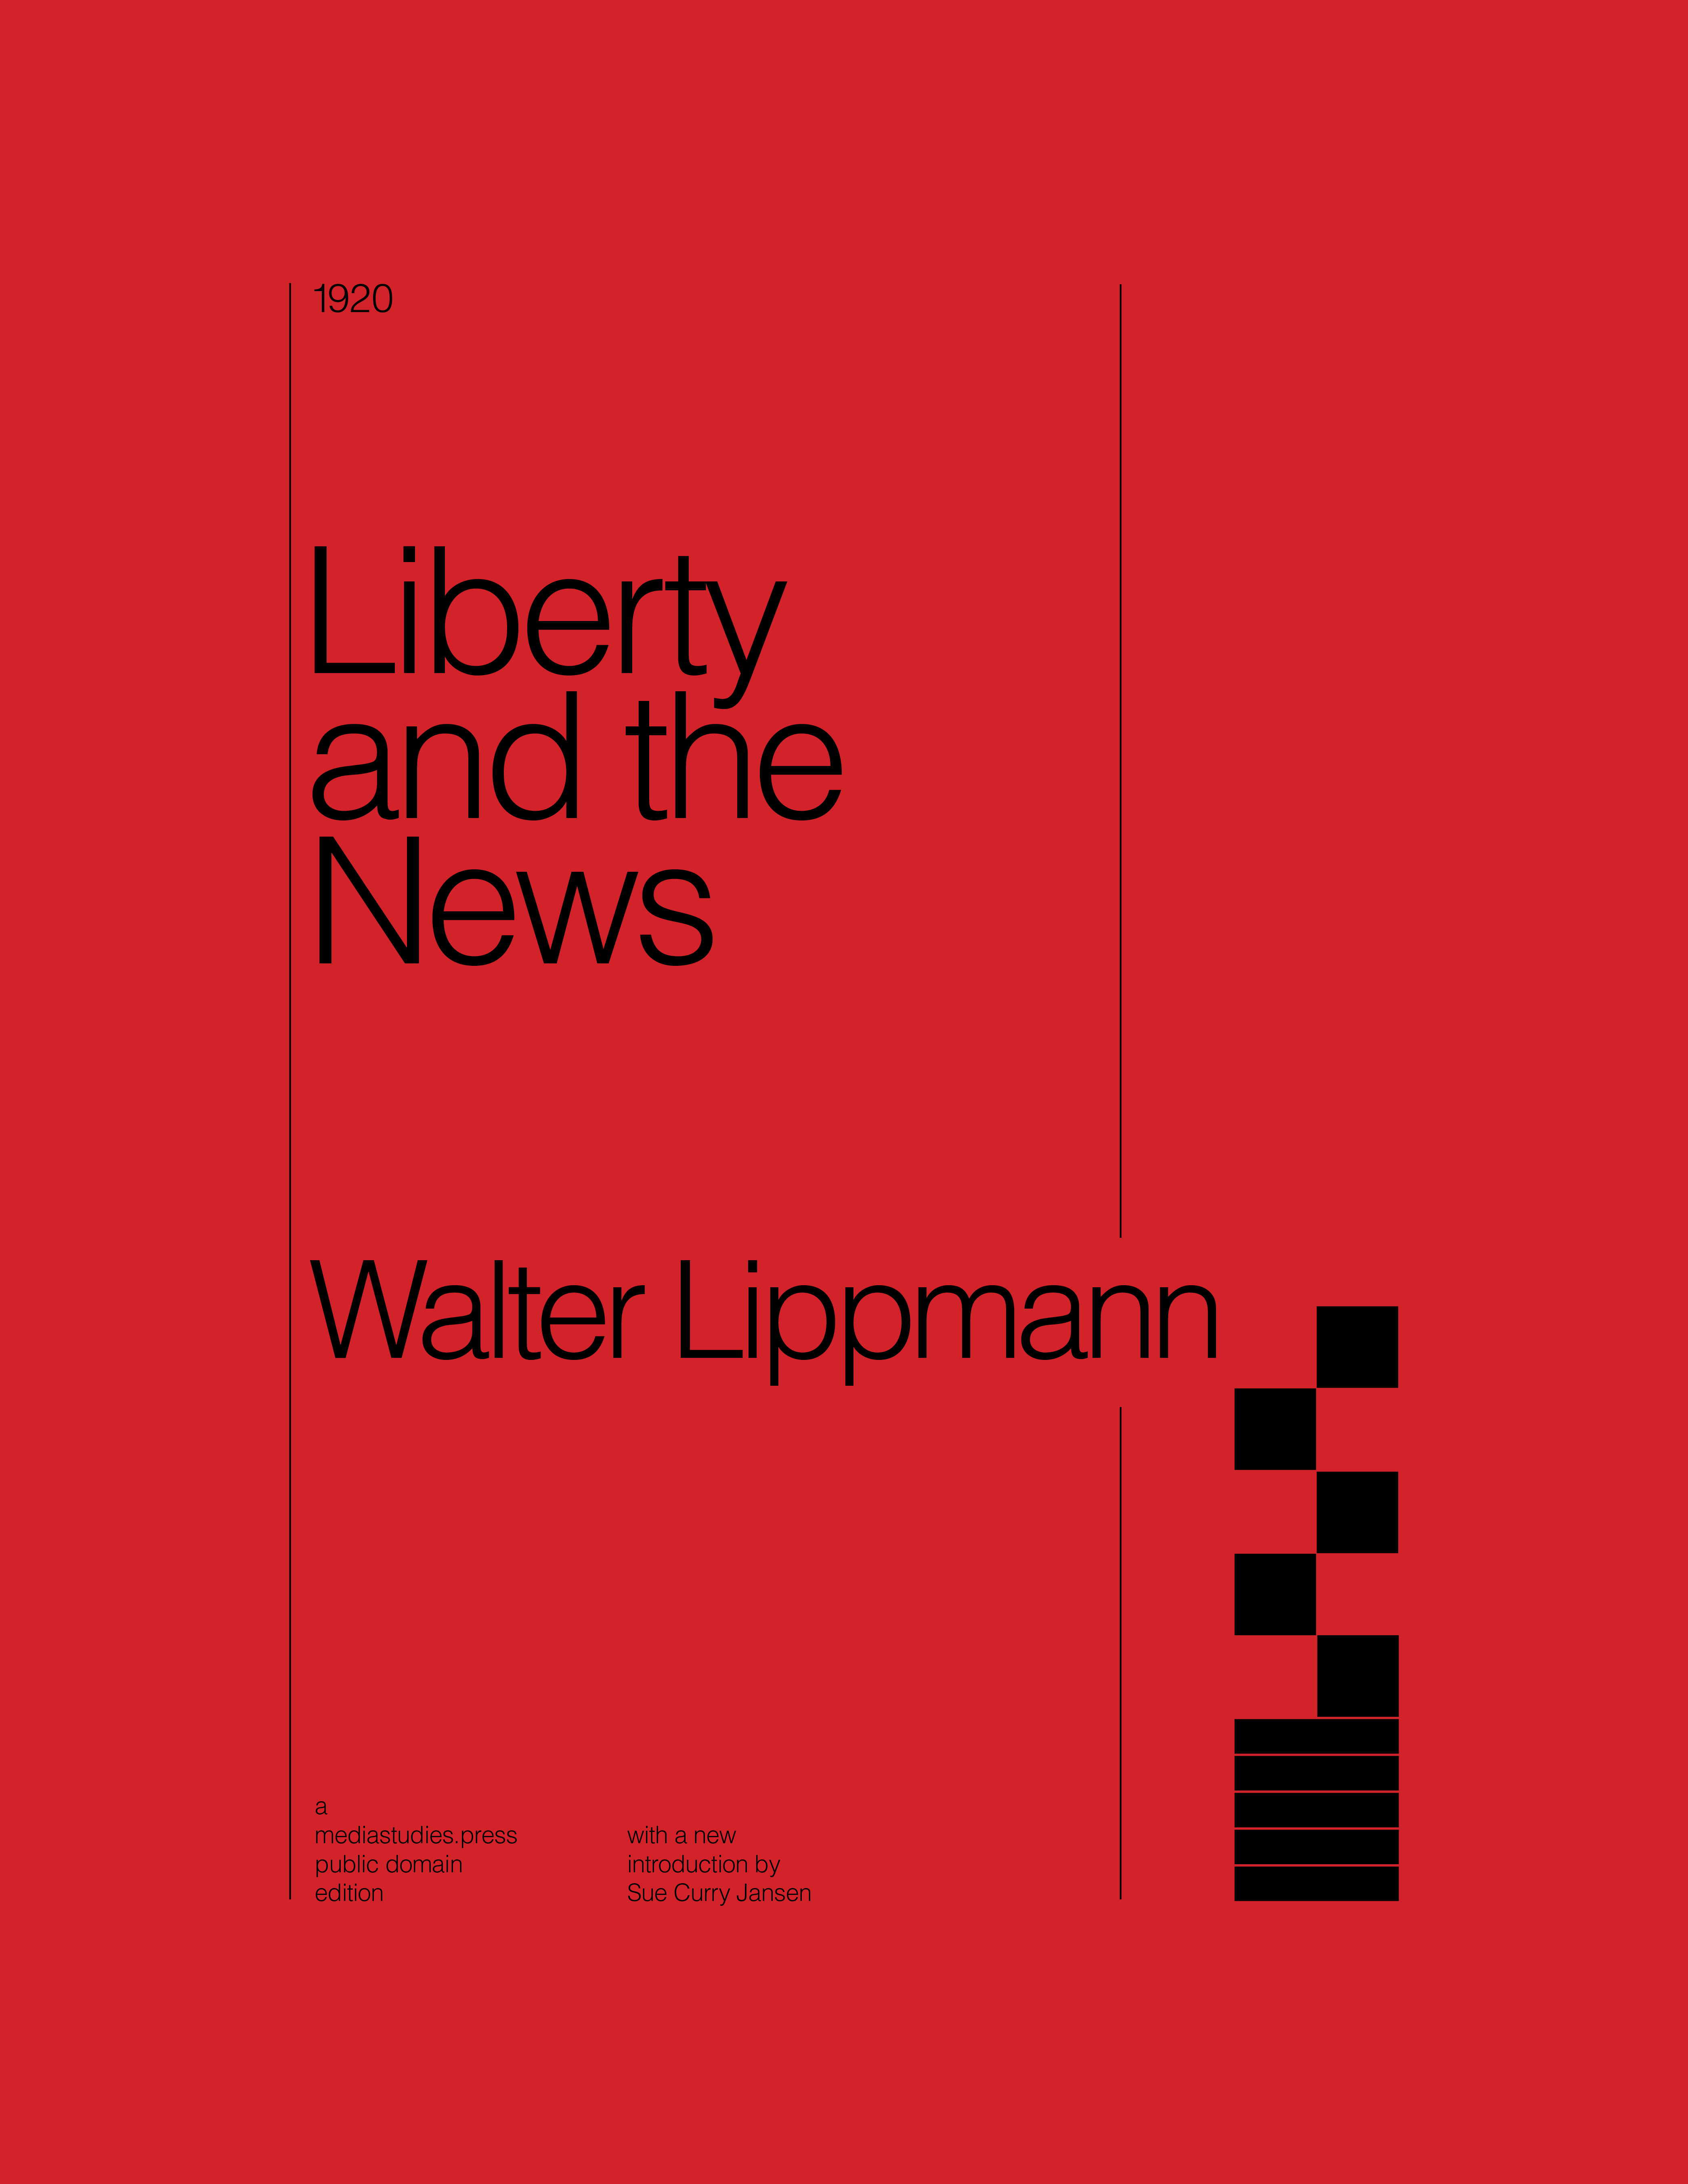 1920
Liberty
and the
News
Walter Lippmann
a
mediastudies.press
public domain
edition
with a new
introduction by
Sue Curry Jansen